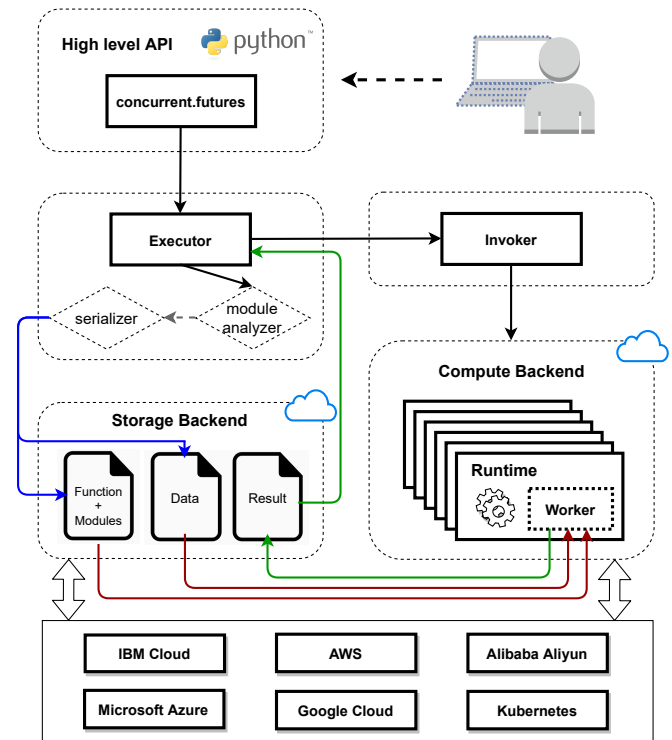 High level API
python™
concurrent.futures
Executor
Invoker
serializer
module
analyzer
Compute Backend
Storage Backend
Function
+
Modules
Data
Result
Runtime
Worker
IBM Cloud
AWS
Alibaba Aliyun
Microsoft Azure
Google Cloud
Kubernetes